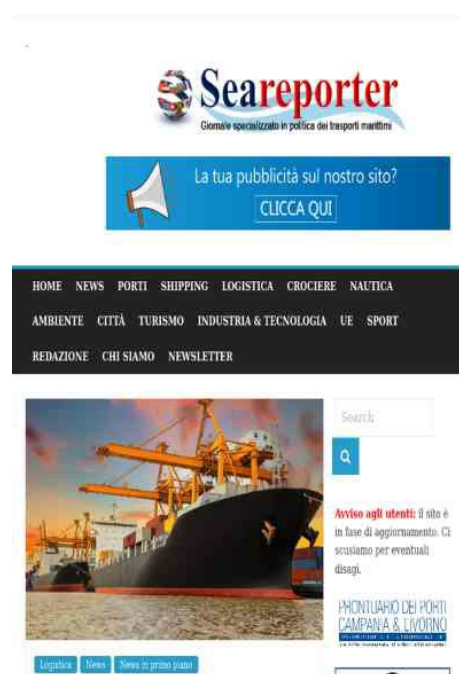 Seareporter
Giornale specializzato in politica dei trasporti marittimi
La tua pubblicità sul nostro sito?
CLICCA QUI
HOME NEWS PORTI SHIPPING LOGISTICA CROCIERE NAUTICA
AMBIENTE CITTÀ TURISMO INDUSTRIA & TECNOLOGIA UE SPORT
REDAZIONE CHI SIAMO NEWSLETTER
Search
Avviso agli utenti: il sito è
in fase di aggiornamento. Ci
scusiamo per eventuali
disagi.
PRONTUARIO DEI PORTI
CAMPANIA & LIVORNO
Logistica News News in primo piano